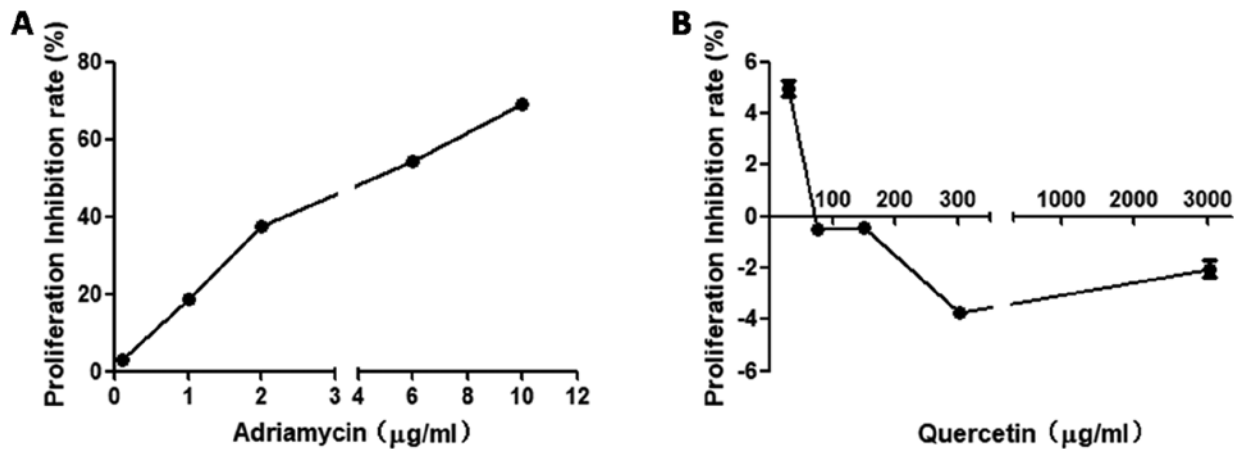 A
Proliferation Inhibition rate (%)
80
60
40
20
0
0 1 2 3 4 6 8 10 12
Adriamycin (μg/ml)
B
Proliferation Inhibition rate (%)
6
4
2
0
-2
-4
-6
100 200 300 1000 2000 3000
Quercetin (μg/ml)